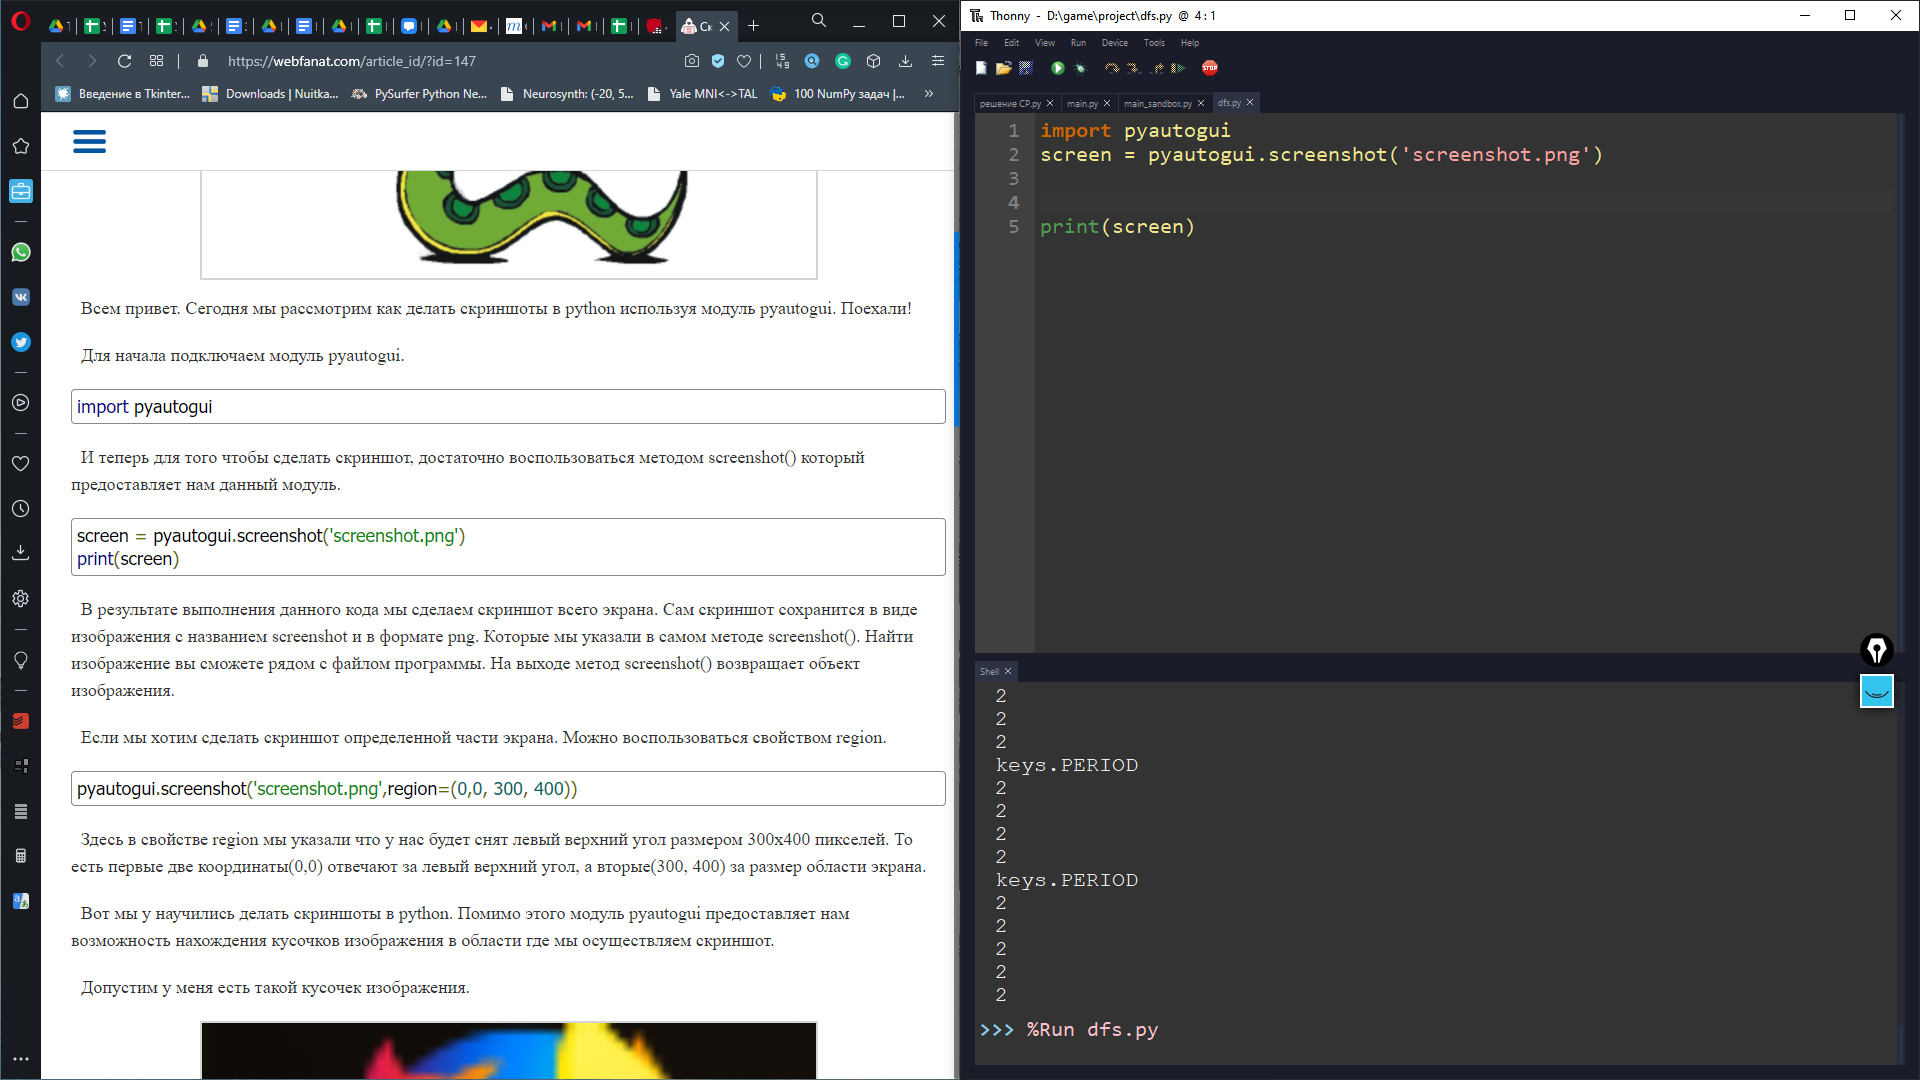 https://webfanat.com/article_id/?id=147
Введение в Tkinter...
Downloads | Nuitka...
PySurfer Python Ne...
Neurosynth: (-20, 5...
Yale MNI<->TAL
100 NumPy задач |...
Всем привет. Сегодня мы рассмотрим как делать скриншоты в python используя модуль pyautogui. Поехали!
Для начала подключаем модуль pyautogui.
import pyautogui
И теперь для того чтобы сделать скриншот, достаточно воспользоваться методом screenshot() который
предоставляет нам данный модуль.
screen = pyautogui.screenshot('screenshot.png')
print(screen)
В результате выполнения данного кода мы сделаем скриншот всего экрана. Сам скриншот сохранится в виде
изображения с названием screenshot и в формате png. Которые мы указали в самом методе screenshot(). Найти
изображение вы сможете рядом с файлом программы. На выходе метод screenshot() возвращает объект
изображения.
Если мы хотим сделать скриншот определенной части экрана. Можно воспользоваться свойством region.
pyautogui.screenshot('screenshot.png',region=(0,0, 300, 400))
Здесь в свойстве region мы указали что у нас будет снят левый верхний угол размером 300x400 пикселей. То
есть первые две координаты(0,0) отвечают за левый верхний угол, а вторые(300, 400) за размер области экрана.
Вот мы у научились делать скриншоты в python. Помимо этого модуль pyautogui предоставляет нам
возможность нахождения кусочков изображения в области где мы осуществляем скриншот.
Допустим у меня есть такой кусочек изображения.
Thonny - D:\game\project\dfs.py @ 4 : 1
File Edit View Run Device Tools Help
STOP
решение CP.py
main.py
main_sandbox.py
dfs.py
1 import pyautogui
2 screen = pyautogui.screenshot('screenshot.png')
3
4
5 print(screen)
Shell
2
2
2
keys.PERIOD
2
2
2
2
keys.PERIOD
2
2
2
2
2
>>> %Run dfs.py